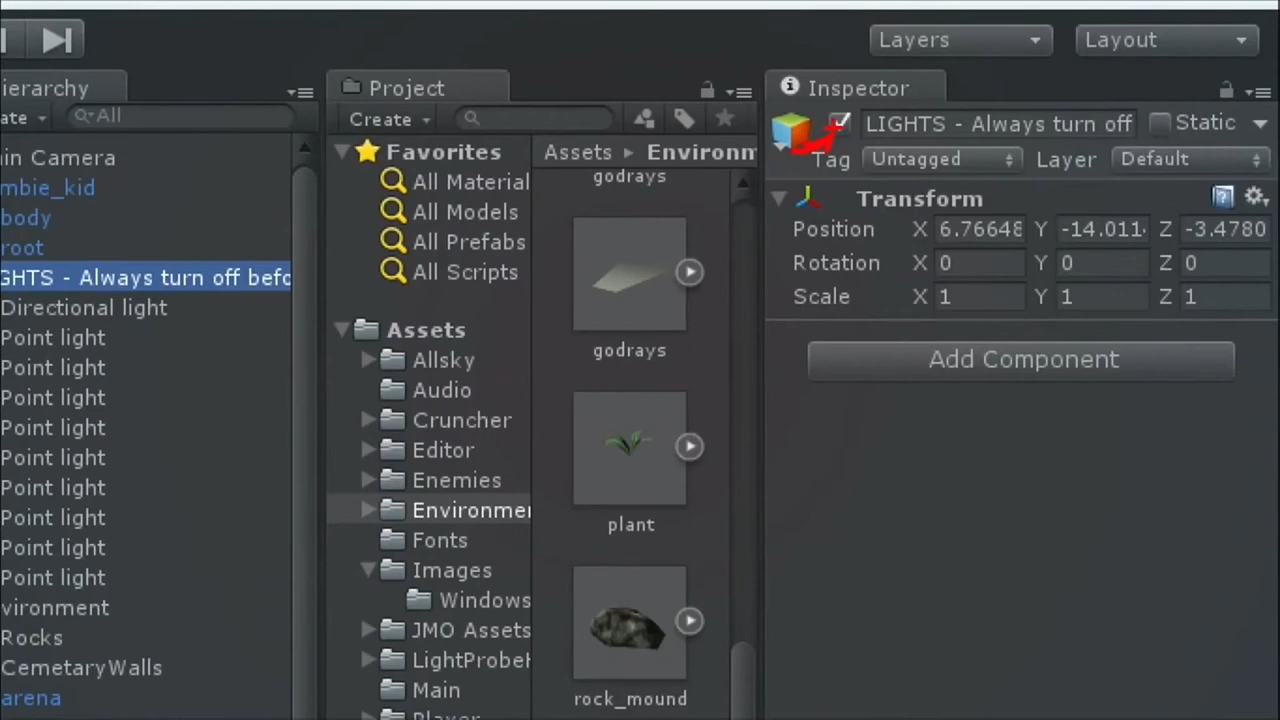 Layers
Layout
ierarchy
Project
Inspector
ate
All
Create
LIGHTS - Always turn off
Static
Tag
Untagged
Layer
Default
in Camera
mbie_kid
body
root
GHTS - Always turn off befo
Directional light
Point light
Point light
Point light
Point light
Point light
Point light
Point light
Point light
Point light
vironment
Rocks
CemetaryWalls
arena
Favorites
All Material
All Models
All Prefabs
All Scripts
Assets
Allsky
Audio
Cruncher
Editor
Enemies
Environmen
Fonts
Images
Windows
JMO Assets
LightProbeH
Main
Player
Assets ▸ Environm
godrays
godrays
plant
rock_mound
Transform
Position X 6.76648 Y -14.011 Z -3.4780
Rotation X 0 Y 0 Z 0
Scale X 1 Y 1 Z 1
Add Component